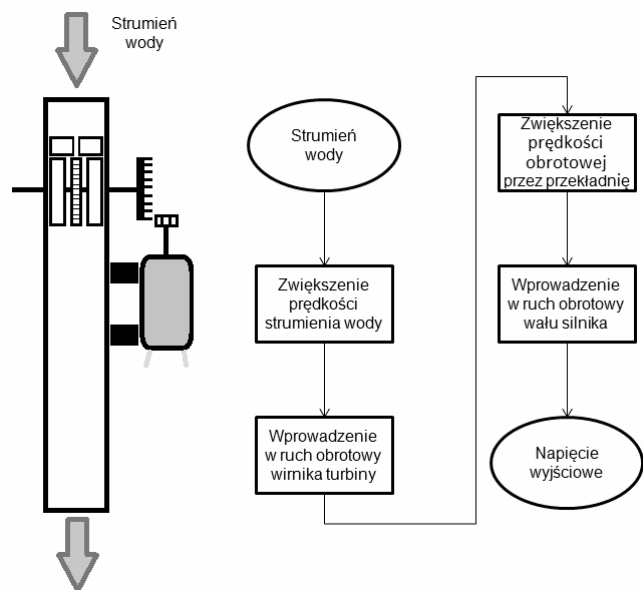 Strumień
wody
Strumień
wody
Zwiększenie
prędkości
strumienia wody
Wprowadzenie
w ruch obrotowy
wirnika turbiny
Zwiększenie
prędkości
obrotowej
przez przekładnię
Wprowadzenie
w ruch obrotowy
wału silnika
Napięcie
wyjściowe